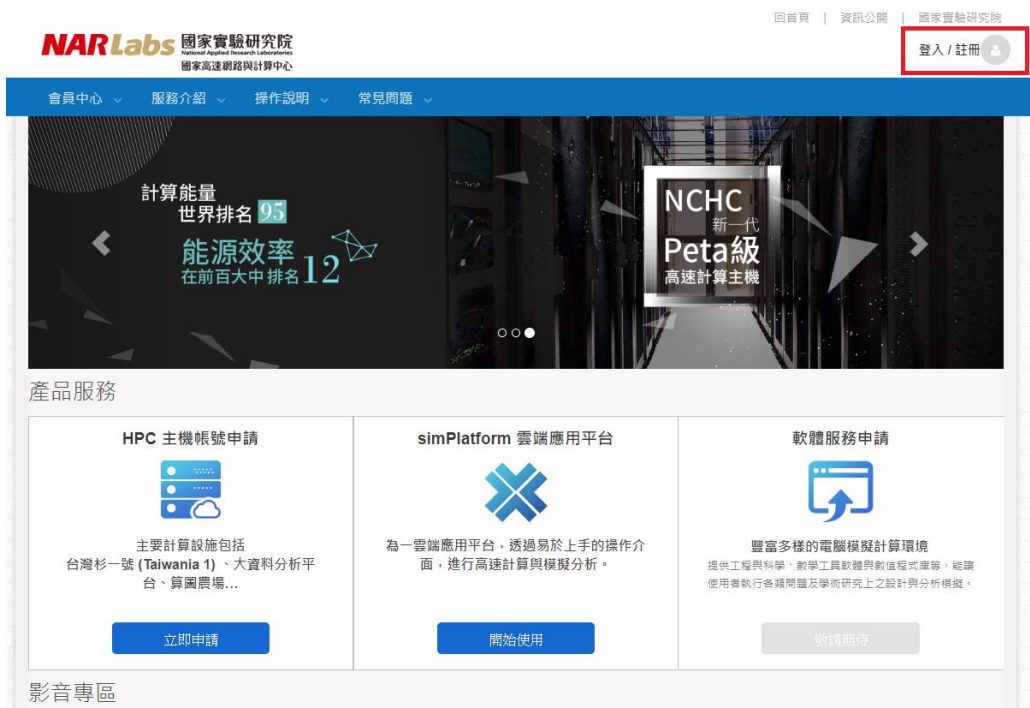 回首頁 | 資訊公開 | 國家實驗研究院
NARLabs 國家實驗研究院
National Applied Research Laboratories
國家高速網路與計算中心
登入 / 註冊
會員中心 服務介紹 操作說明 常見問題
計算能量
世界排名 95
能源效率
在前百大中排名 12
NCHC
新一代
Peta級
高速計算主機
產品服務
HPC 主機帳號申請
主要計算設施包括
台灣杉一號 (Taiwania 1) 、大資料分析平
台、算圖農場...
立即申請
simPlatform 雲端應用平台
為一雲端應用平台，透過易於上手的操作介
面，進行高速計算與模擬分析。
開始使用
軟體服務申請
豐富多樣的電腦模擬計算環境
提供工程與科學、數學工具軟體與數值程式庫等，能讓
使用者執行各類問題及學術研究上之設計與分析模擬。
敬請期待
影音專區